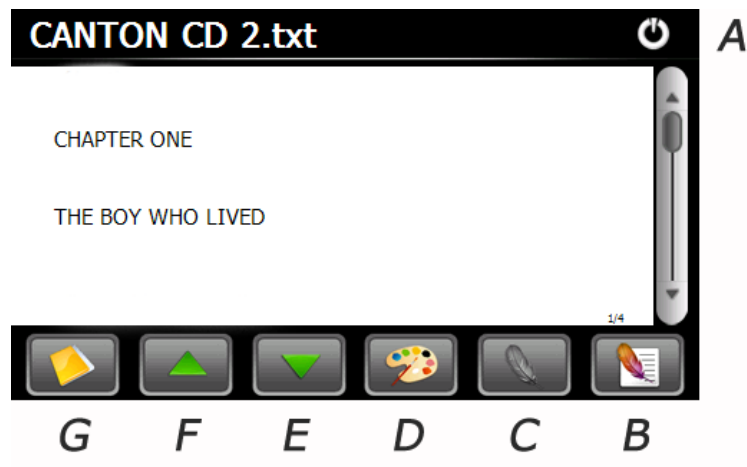 CANTON CD 2.txt
A
CHAPTER ONE
THE BOY WHO LIVED
1/4
G F E D C B